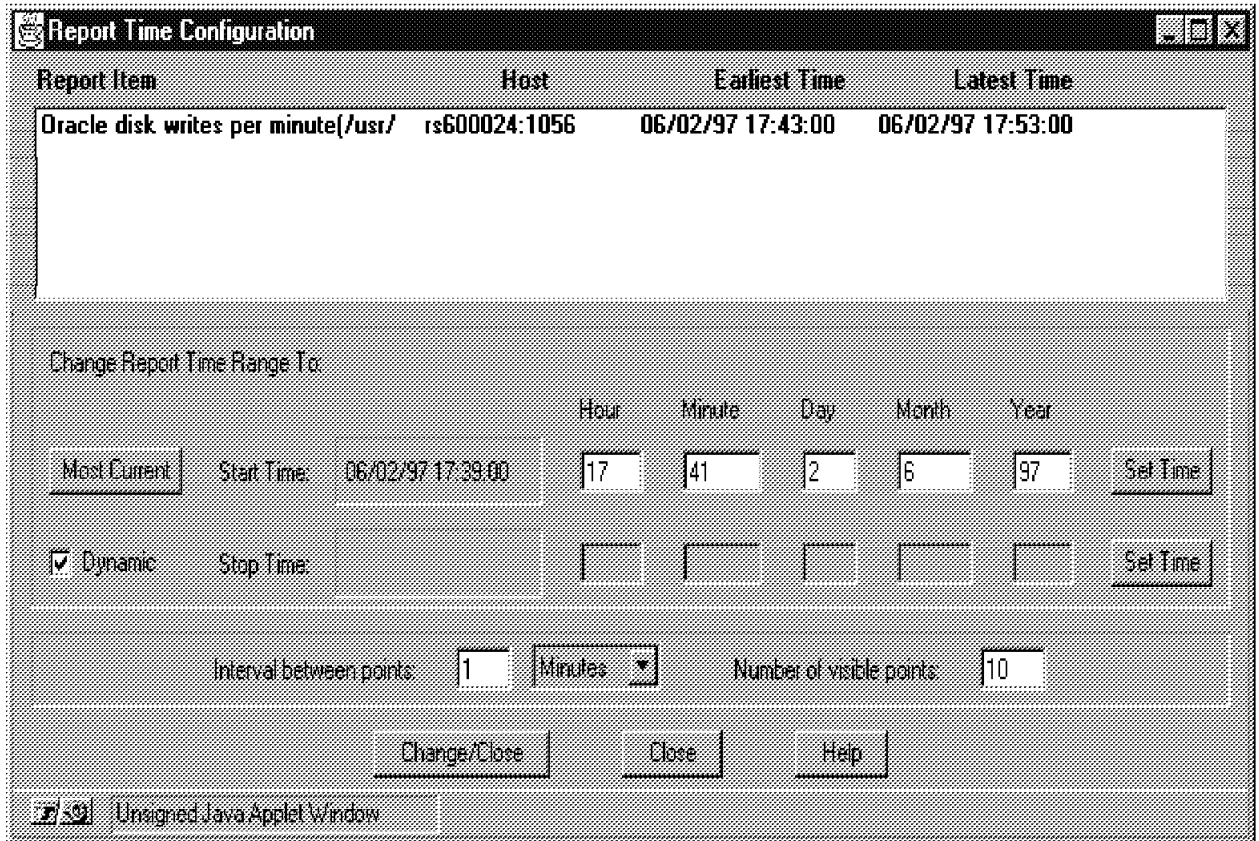 Report Time Configuration
Report Item Host Earliest Time Latest Time
Oracle disk writes per minute(/usr/ rs600024:1056 06/02/97 17:43:00 06/02/97 17:53:00
Change Report Time Range To:
Hour Minute Day Month Year
Most Current Start Time: 06/02/97 17:39:00 17 41 2 6 97 Set Time
Dynamic Stop Time: Set Time
Interval between points: 1 Minutes Number of visible points: 10
Change/Close Close Help
Unsigned Java Applet Window